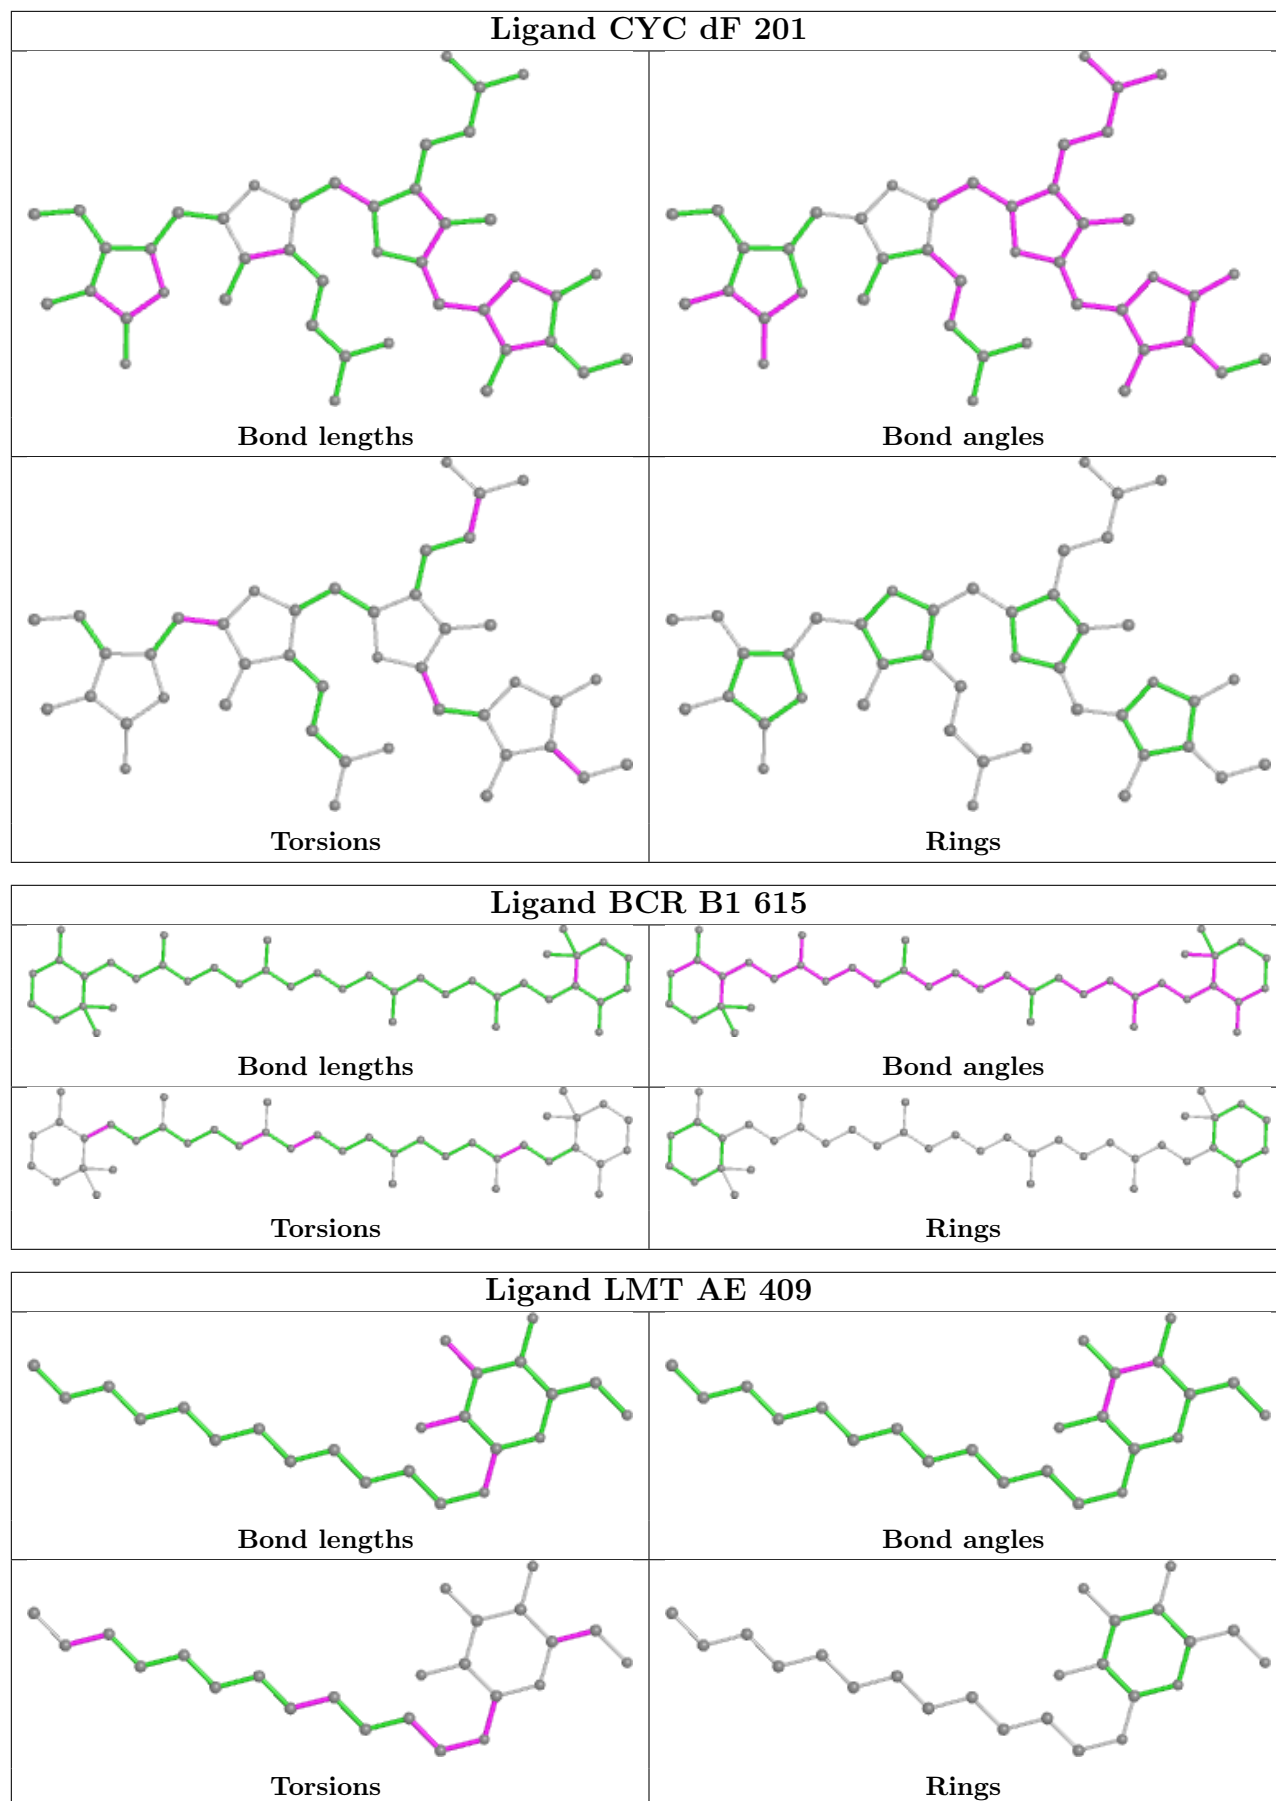 Ligand CYC dF 201
Bond lengths
Bond angles
Torsions
Rings
Ligand BCR B1 615
Bond lengths
Bond angles
Torsions
Rings
Ligand LMT AE 409
Bond lengths
Bond angles
Torsions
Rings